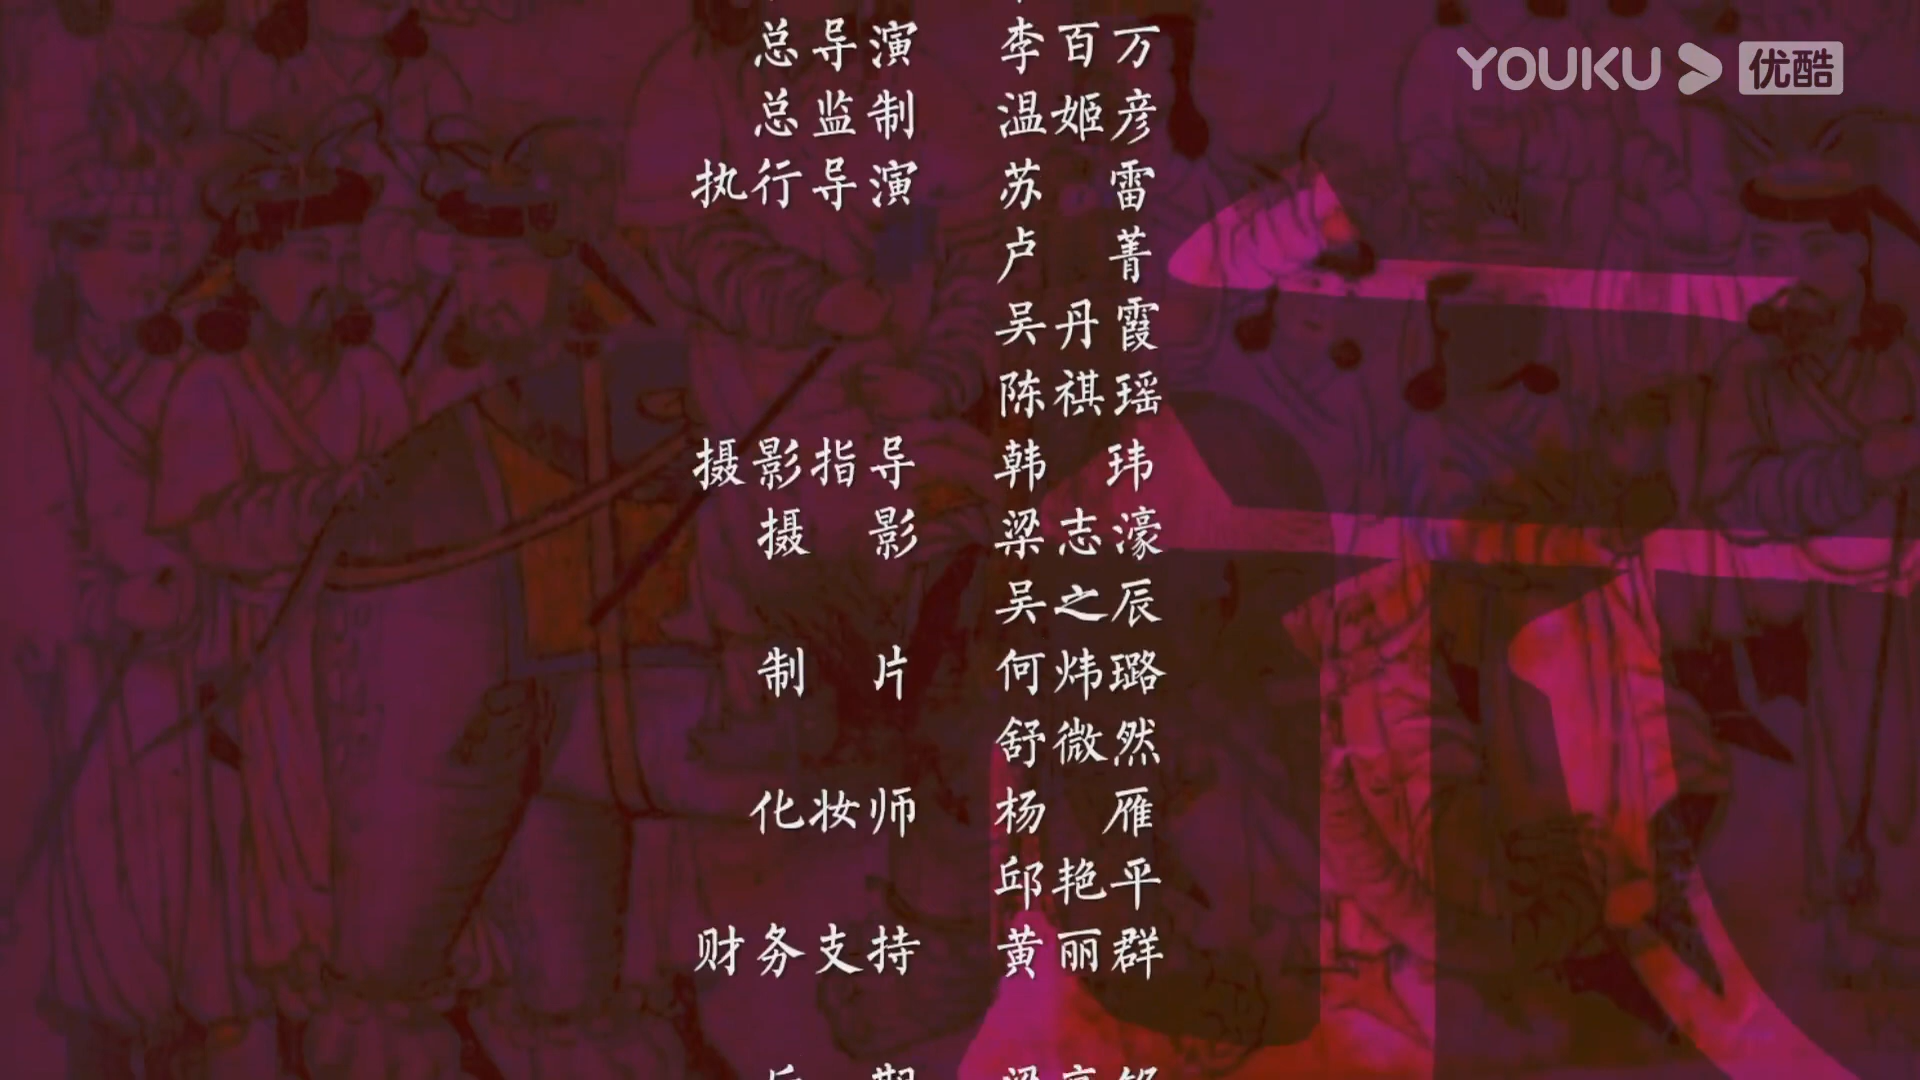 总导演 李百万
YOUKU 优酷
总监制 温姬彦
执行导演 苏雷
卢菁
吴丹霞
陈祺瑶
摄影指导 韩玮
摄影 梁志濠
吴之辰
制片 何炜璐
舒微然
化妆师 杨雁
邱艳平
财务支持 黄丽群